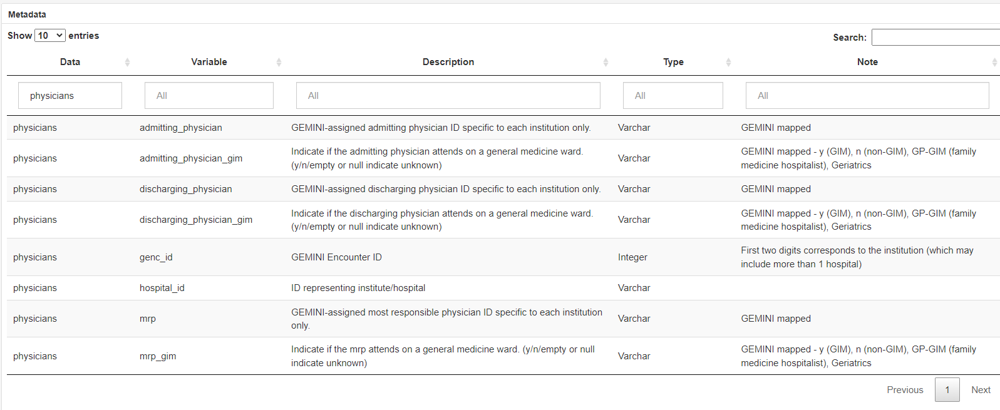 Metadata
Show 10 entries
Search:
Data Variable Description Type Note
physicians All All All All
physicians admitting_physician GEMINI-assigned admitting physician ID specific to each institution only. Varchar GEMINI mapped
physicians admitting_physician_gim Indicate if the admitting physician attends on a general medicine ward. (y/n/empty or null indicate unknown) Varchar GEMINI mapped - y (GIM), n (non-GIM), GP-GIM (family medicine hospitalist), Geriatrics
physicians discharging_physician GEMINI-assigned discharging physician ID specific to each institution only. Varchar GEMINI mapped
physicians discharging_physician_gim Indicate if the discharging physician attends on a general medicine ward. (y/n/empty or null indicate unknown) Varchar GEMINI mapped - y (GIM), n (non-GIM), GP-GIM (family medicine hospitalist), Geriatrics
physicians genc_id GEMINI Encounter ID Integer First two digits corresponds to the institution (which may include more than 1 hospital)
physicians hospital_id ID representing institute/hospital Varchar
physicians mrp GEMINI-assigned most responsible physician ID specific to each institution only. Varchar GEMINI mapped
physicians mrp_gim Indicate if the mrp attends on a general medicine ward. (y/n/empty or null indicate unknown) Varchar GEMINI mapped - y (GIM), n (non-GIM), GP-GIM (family medicine hospitalist), Geriatrics
Previous 1 Next